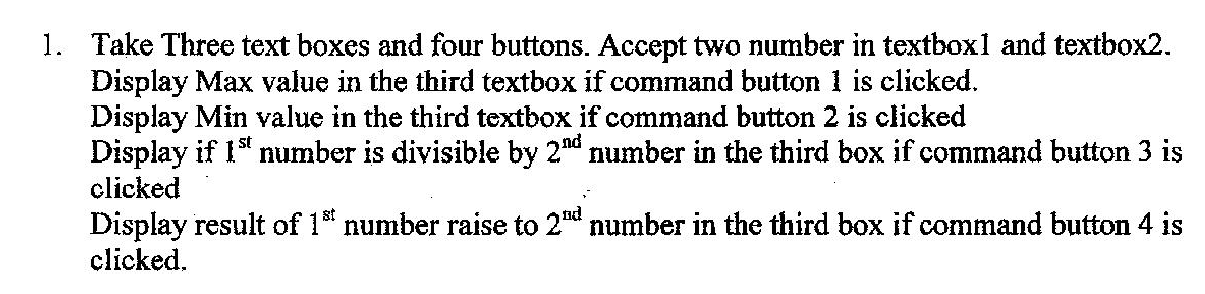 1. Take Three text boxes and four buttons. Accept two number in textbox1 and textbox2.
Display Max value in the third textbox if command button 1 is clicked.
Display Min value in the third textbox if command button 2 is clicked
Display if 1st number is divisible by 2nd number in the third box if command button 3 is
clicked
Display result of 1st number raise to 2nd number in the third box if command button 4 is
clicked.